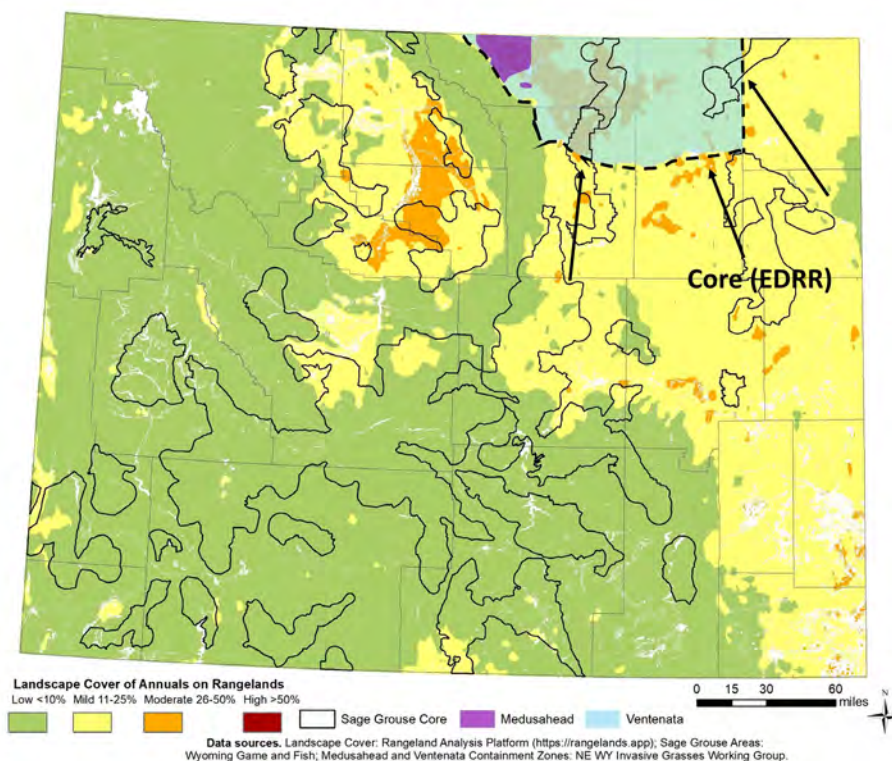 Core (EDRR)
Landscape Cover of Annuals on Rangelands
Low <10% Mild 11-25% Moderate 26-50% High >50%
Sage Grouse Core Medusahead Ventenata
0 15 30 60
miles
N
Data sources. Landscape Cover: Rangeland Analysis Platform (https://rangelands.app); Sage Grouse Areas:
Wyoming Game and Fish; Medusahead and Ventenata Containment Zones: NE WY Invasive Grasses Working Group.